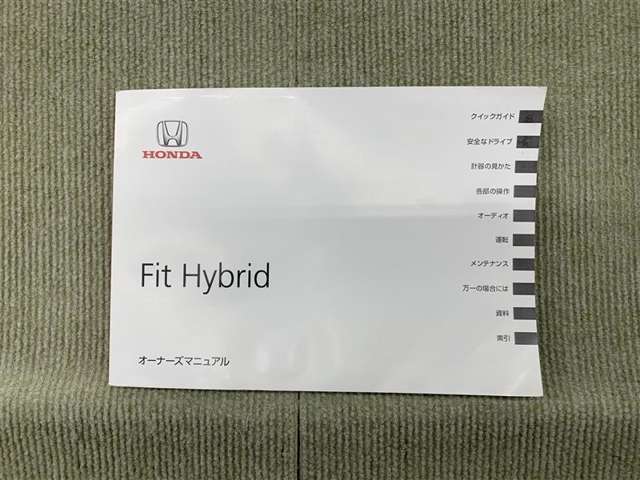 HONDA
Fit Hybrid
オーナーズマニュアル
クイックガイド
安全なドライブ
計器の見かた
各部の操作
オーディオ
運転
メンテナンス
万一の場合には
資料
索引